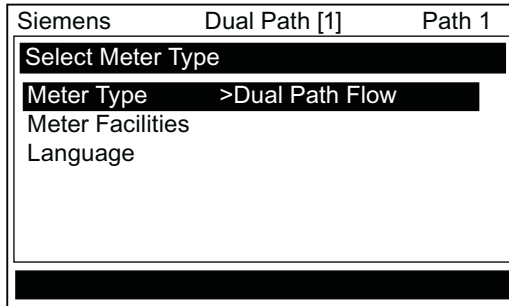 Siemens Dual Path [1] Path 1
Select Meter Type
Meter Type >Dual Path Flow
Meter Facilities
Language